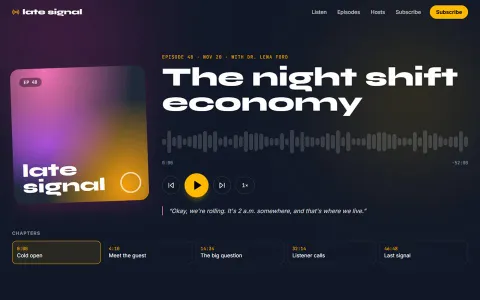 late signal
Listen
Episodes
Hosts
Subscribe
Subscribe
EPISODE 48 · NOV 20 · WITH DR. LENA FORD
The night shift
economy
EP 48
late
signal
0:00
-52:00
1×
"Okay, we're rolling. It's 2 a.m. somewhere, and that's where we live."
CHAPTERS
0:00
Cold open
4:10
Meet the guest
14:34
The big question
32:14
Listener calls
46:48
Last signal